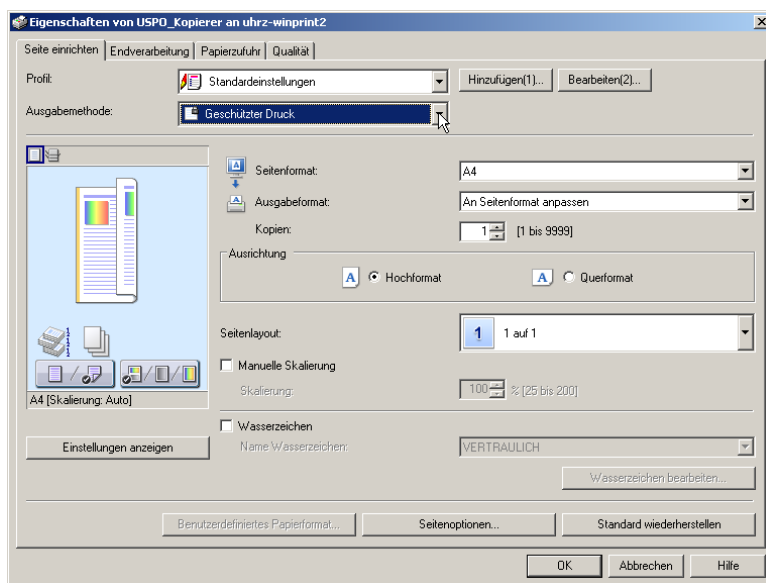 Eigenschaften von USPO_Kopierer an uhrz-winprint2
Seite einrichten Endverarbeitung Papierzufuhr Qualität
Profil: Standardeinstellungen Hinzufügen(1)... Bearbeiten(2)...
Ausgabemethode: Geschützter Druck
Seitenformat: A4
Ausgabeformat: An Seitenformat anpassen
Kopien: 1 [1 bis 9999]
Ausrichtung
A Hochformat A Querformat
Seitenlayout: 1 1 auf 1
Manuelle Skalierung
Skalierung: 100 % [25 bis 200]
A4 [Skalierung: Auto]
Wasserzeichen
Einstellungen anzeigen Name Wasserzeichen: VERTRAULICH
Wasserzeichen bearbeiten...
Benutzerdefiniertes Papierformat... Seitenoptionen... Standard wiederherstellen
OK Abbrechen Hilfe